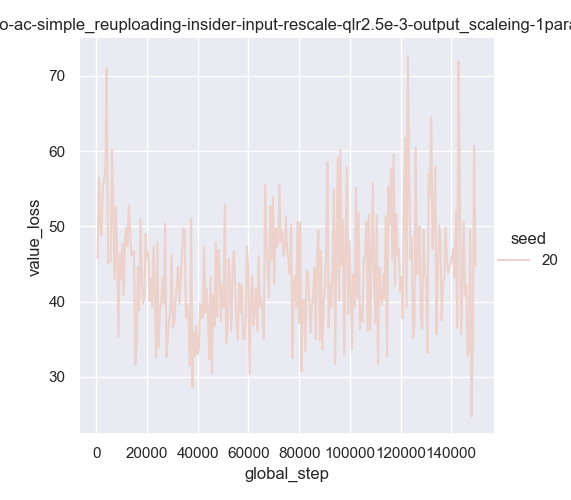 o-ac-simple_reuploading-insider-input-rescale-qlr2.5e-3-output_scaleing-1para
70
60
50
40
30
value_loss
0 20000 40000 60000 80000 100000 120000 140000
global_step
seed
20